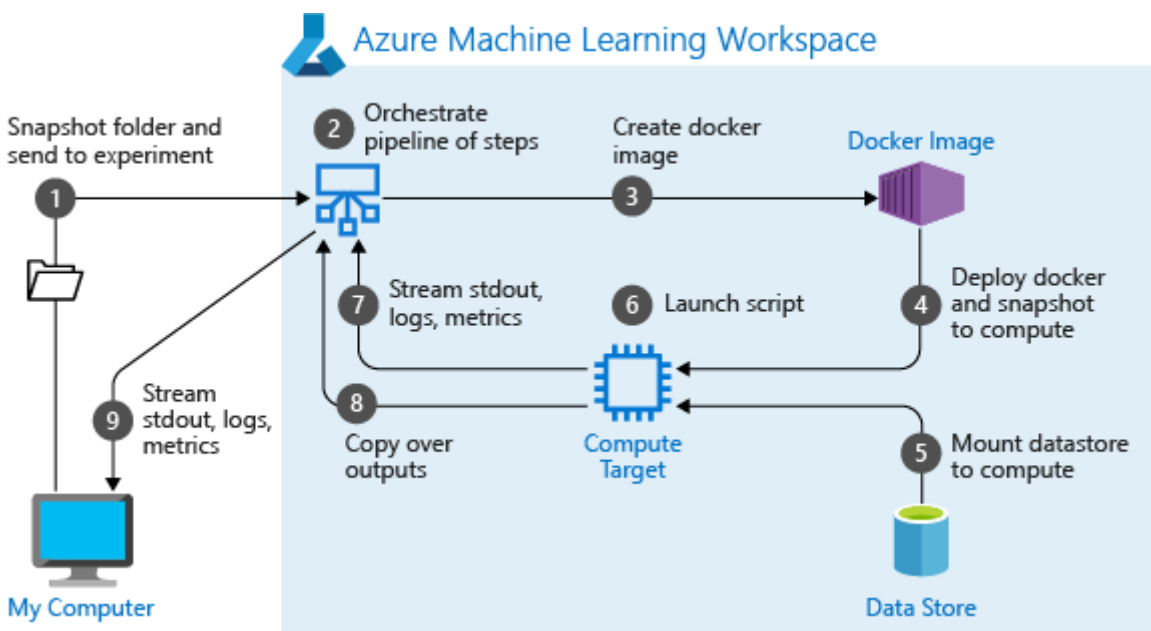 Azure Machine Learning Workspace
Snapshot folder and
send to experiment
1
2
Orchestrate
pipeline of steps
Create docker
image
3
Docker Image
Deploy docker
and snapshot
to compute
4
7
Stream stdout,
logs, metrics
6
Launch script
9
Stream
stdout, logs,
metrics
8
Copy over
outputs
Compute
Target
5
Mount datastore
to compute
My Computer
Data Store